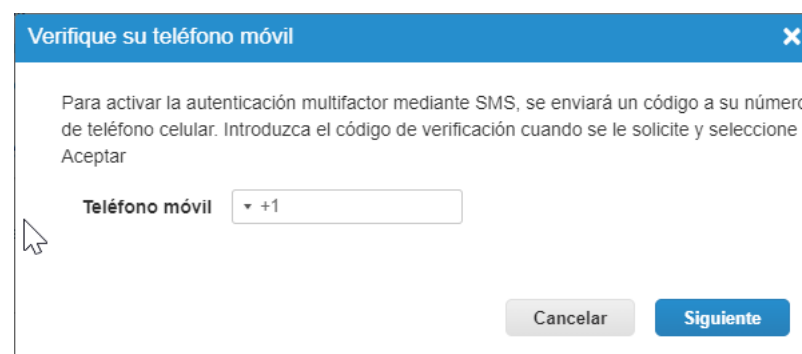 Verifique su teléfono móvil
Para activar la autenticación multifactor mediante SMS, se enviará un código a su número
de teléfono celular. Introduzca el código de verificación cuando se le solicite y seleccione
Aceptar
Teléfono móvil +1
Cancelar Siguiente